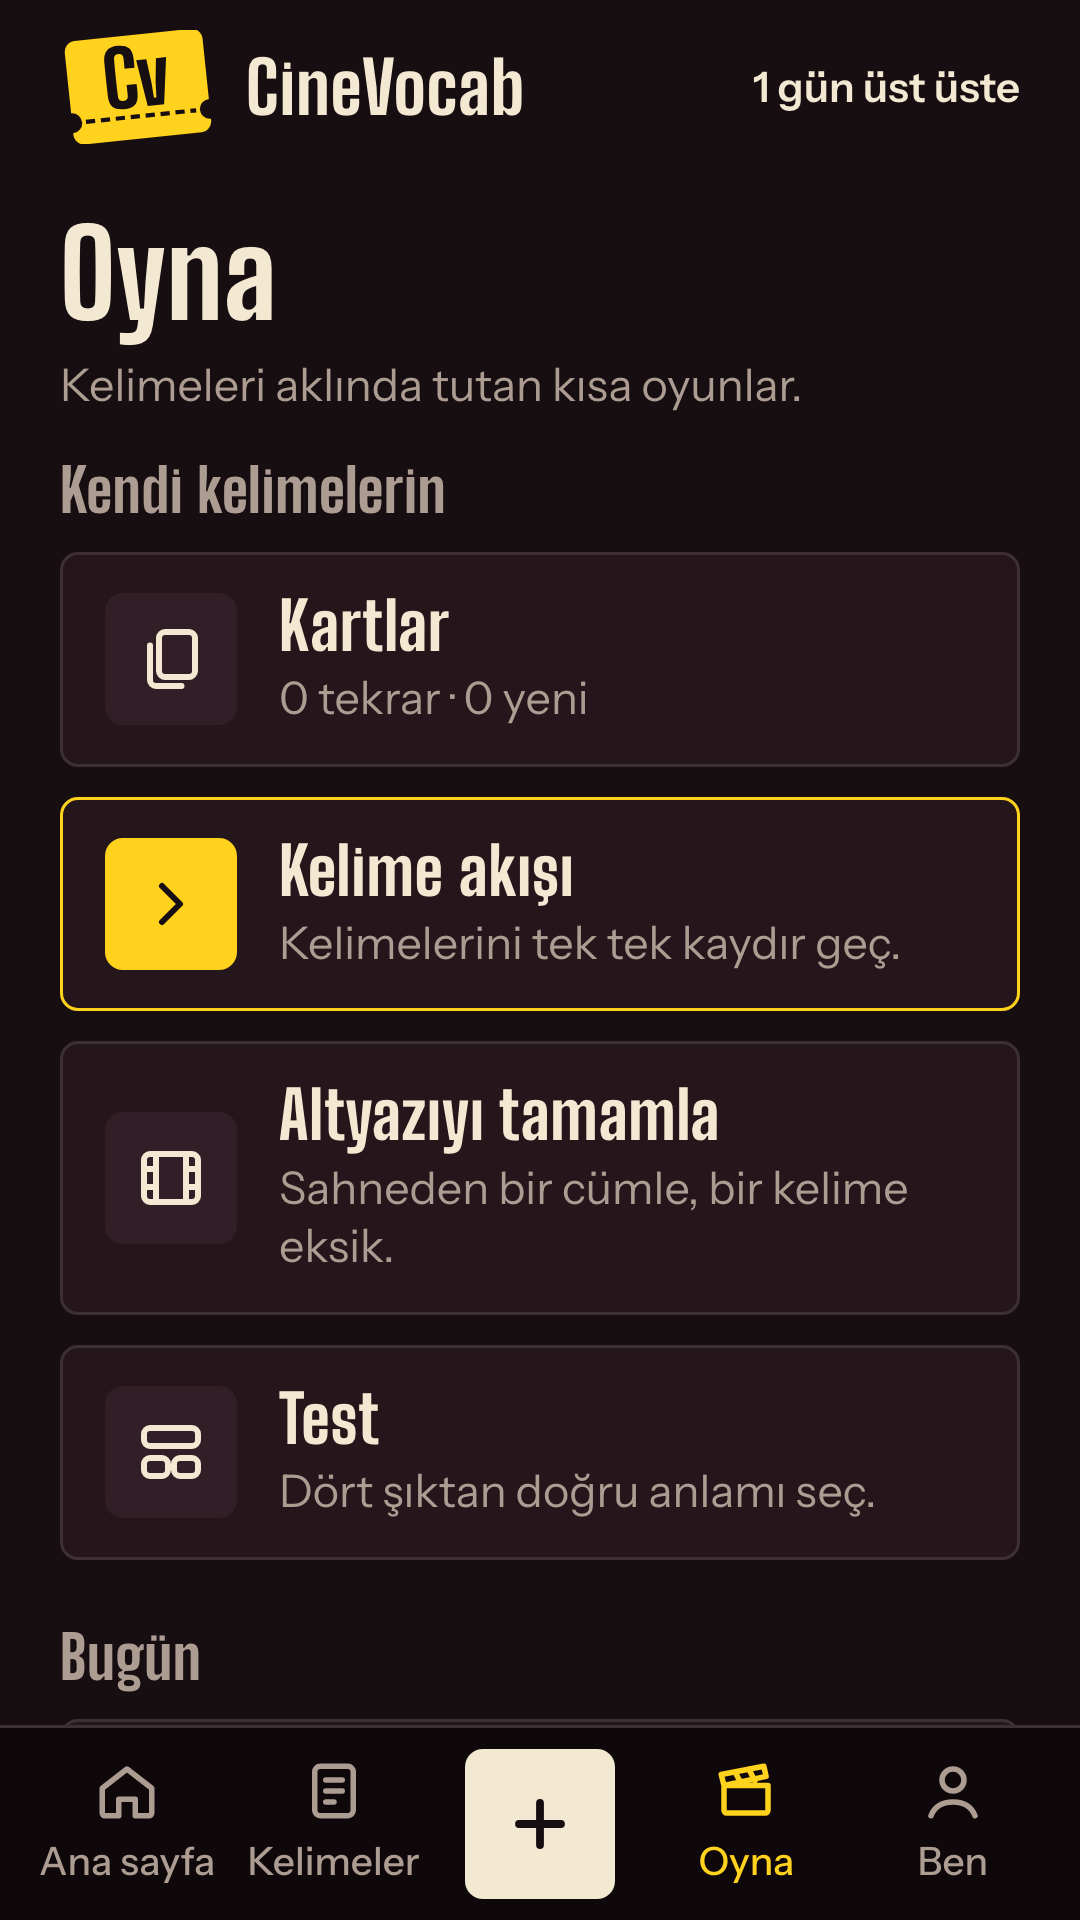 Cv
CineVocab
1 gün üst üste
Oyna
Kelimeleri aklında tutan kısa oyunlar.
Kendi kelimelerin
Kartlar
0 tekrar · 0 yeni
Kelime akışı
Kelimelerini tek tek kaydır geç.
Altyazıyı tamamla
Sahneden bir cümle, bir kelime
eksik.
Test
Dört şıktan doğru anlamı seç.
Bugün
Ana sayfa
Kelimeler
Oyna
Ben